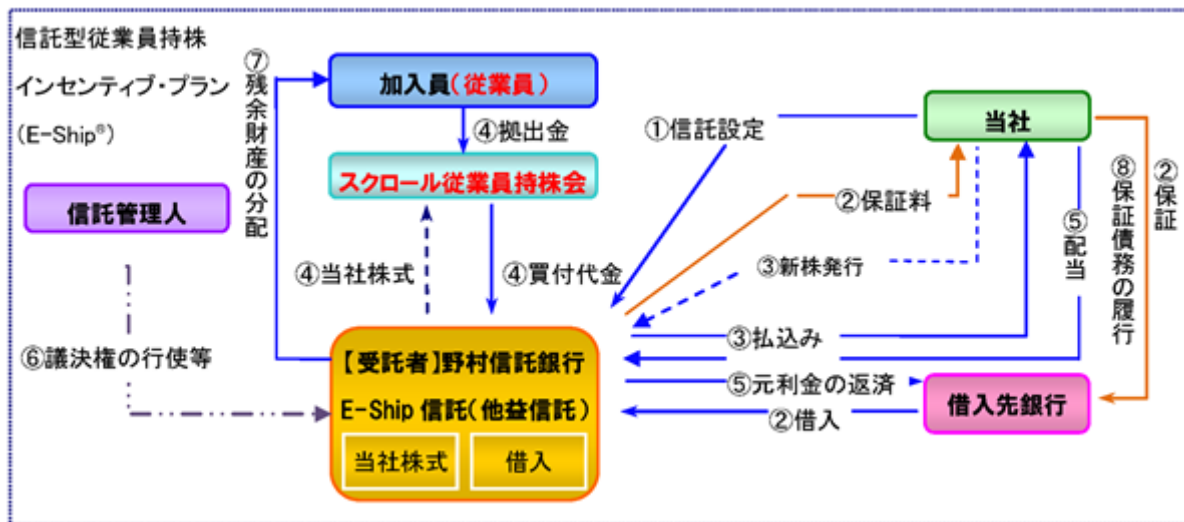 信託型従業員持株
インセンティブ・プラン
(E-Ship®)
⑦残余財産の分配
加入員(従業員)
④拠出金
スクロール従業員持株会
信託管理人
①信託設定
当社
②保証料
②保証
⑧保証債務の履行
⑤配当
④当社株式
④買付代金
③新株発行
⑥議決権の行使等
③払込み
【受託者】野村信託銀行
E-Ship 信託(他益信託)
当社株式
借入
⑤元利金の返済
②借入
借入先銀行